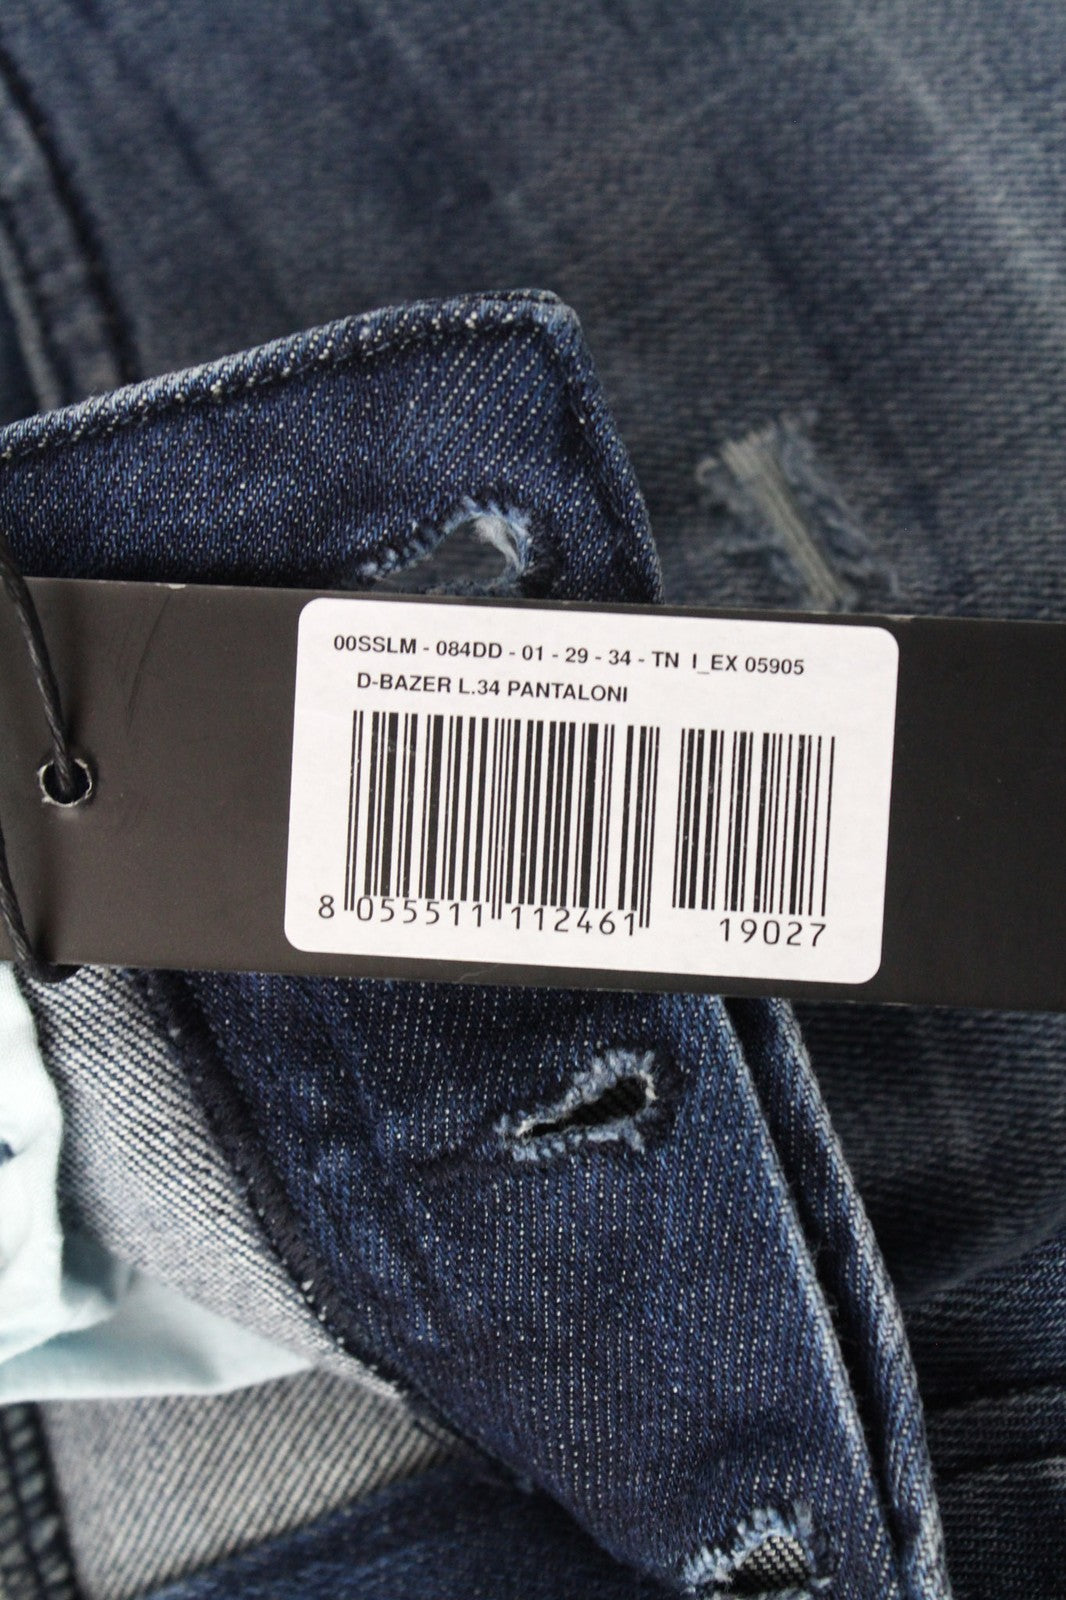 00SSLM - 084DD - 01 - 29 - 34 - TN I_EX 05905
D-BAZER L.34 PANTALONI
8 055511 112461 19027